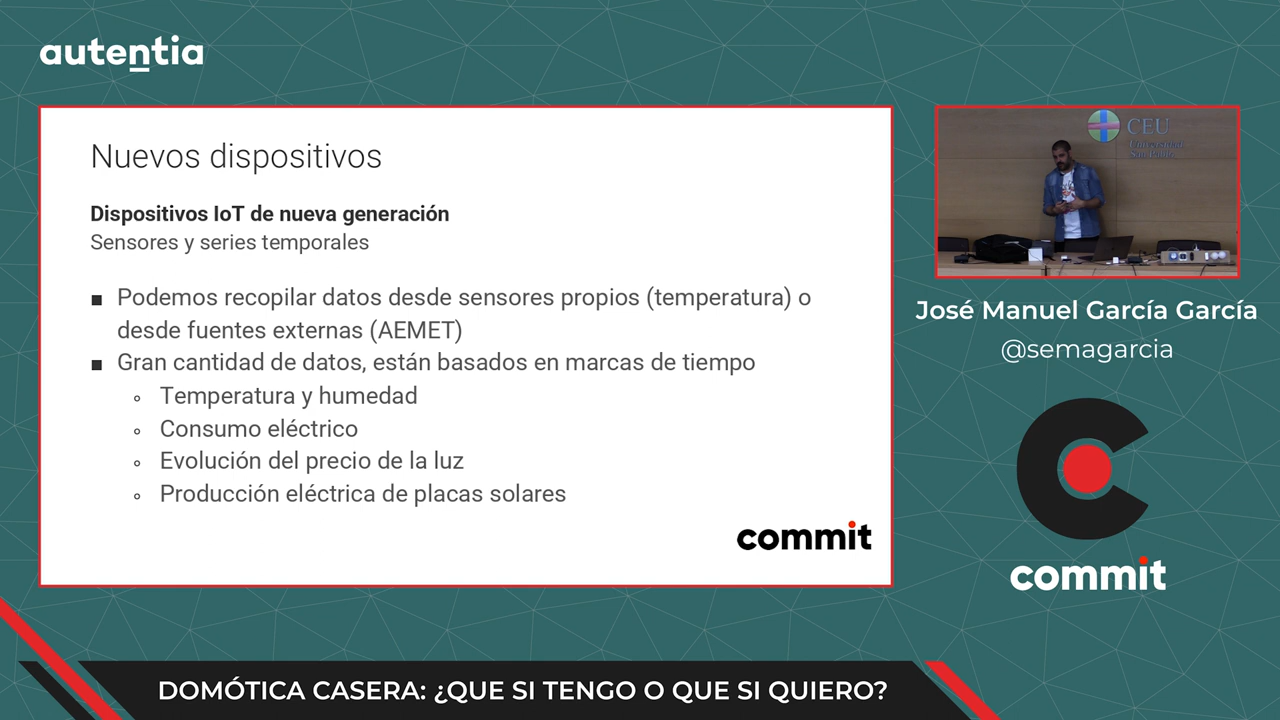 autentia
Nuevos dispositivos
Dispositivos IoT de nueva generación
Sensores y series temporales
■ Podemos recopilar datos desde sensores propios (temperatura) o
desde fuentes externas (AEMET)
■ Gran cantidad de datos, están basados en marcas de tiempo
◦ Temperatura y humedad
◦ Consumo eléctrico
◦ Evolución del precio de la luz
◦ Producción eléctrica de placas solares
commit
CEU
Universidad
San Pablo
José Manuel García García
@semagarcia
commit
DOMÓTICA CASERA: ¿QUE SI TENGO O QUE SI QUIERO?